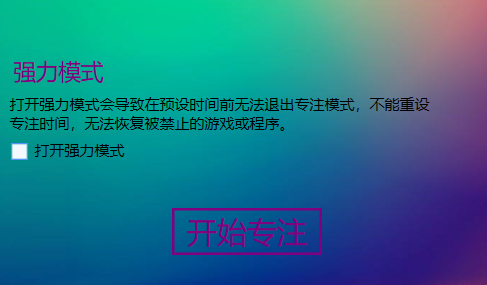 强力模式
打开强力模式会导致在预设时间前无法退出专注模式，不能重设
专注时间，无法恢复被禁止的游戏或程序。
打开强力模式
开始专注